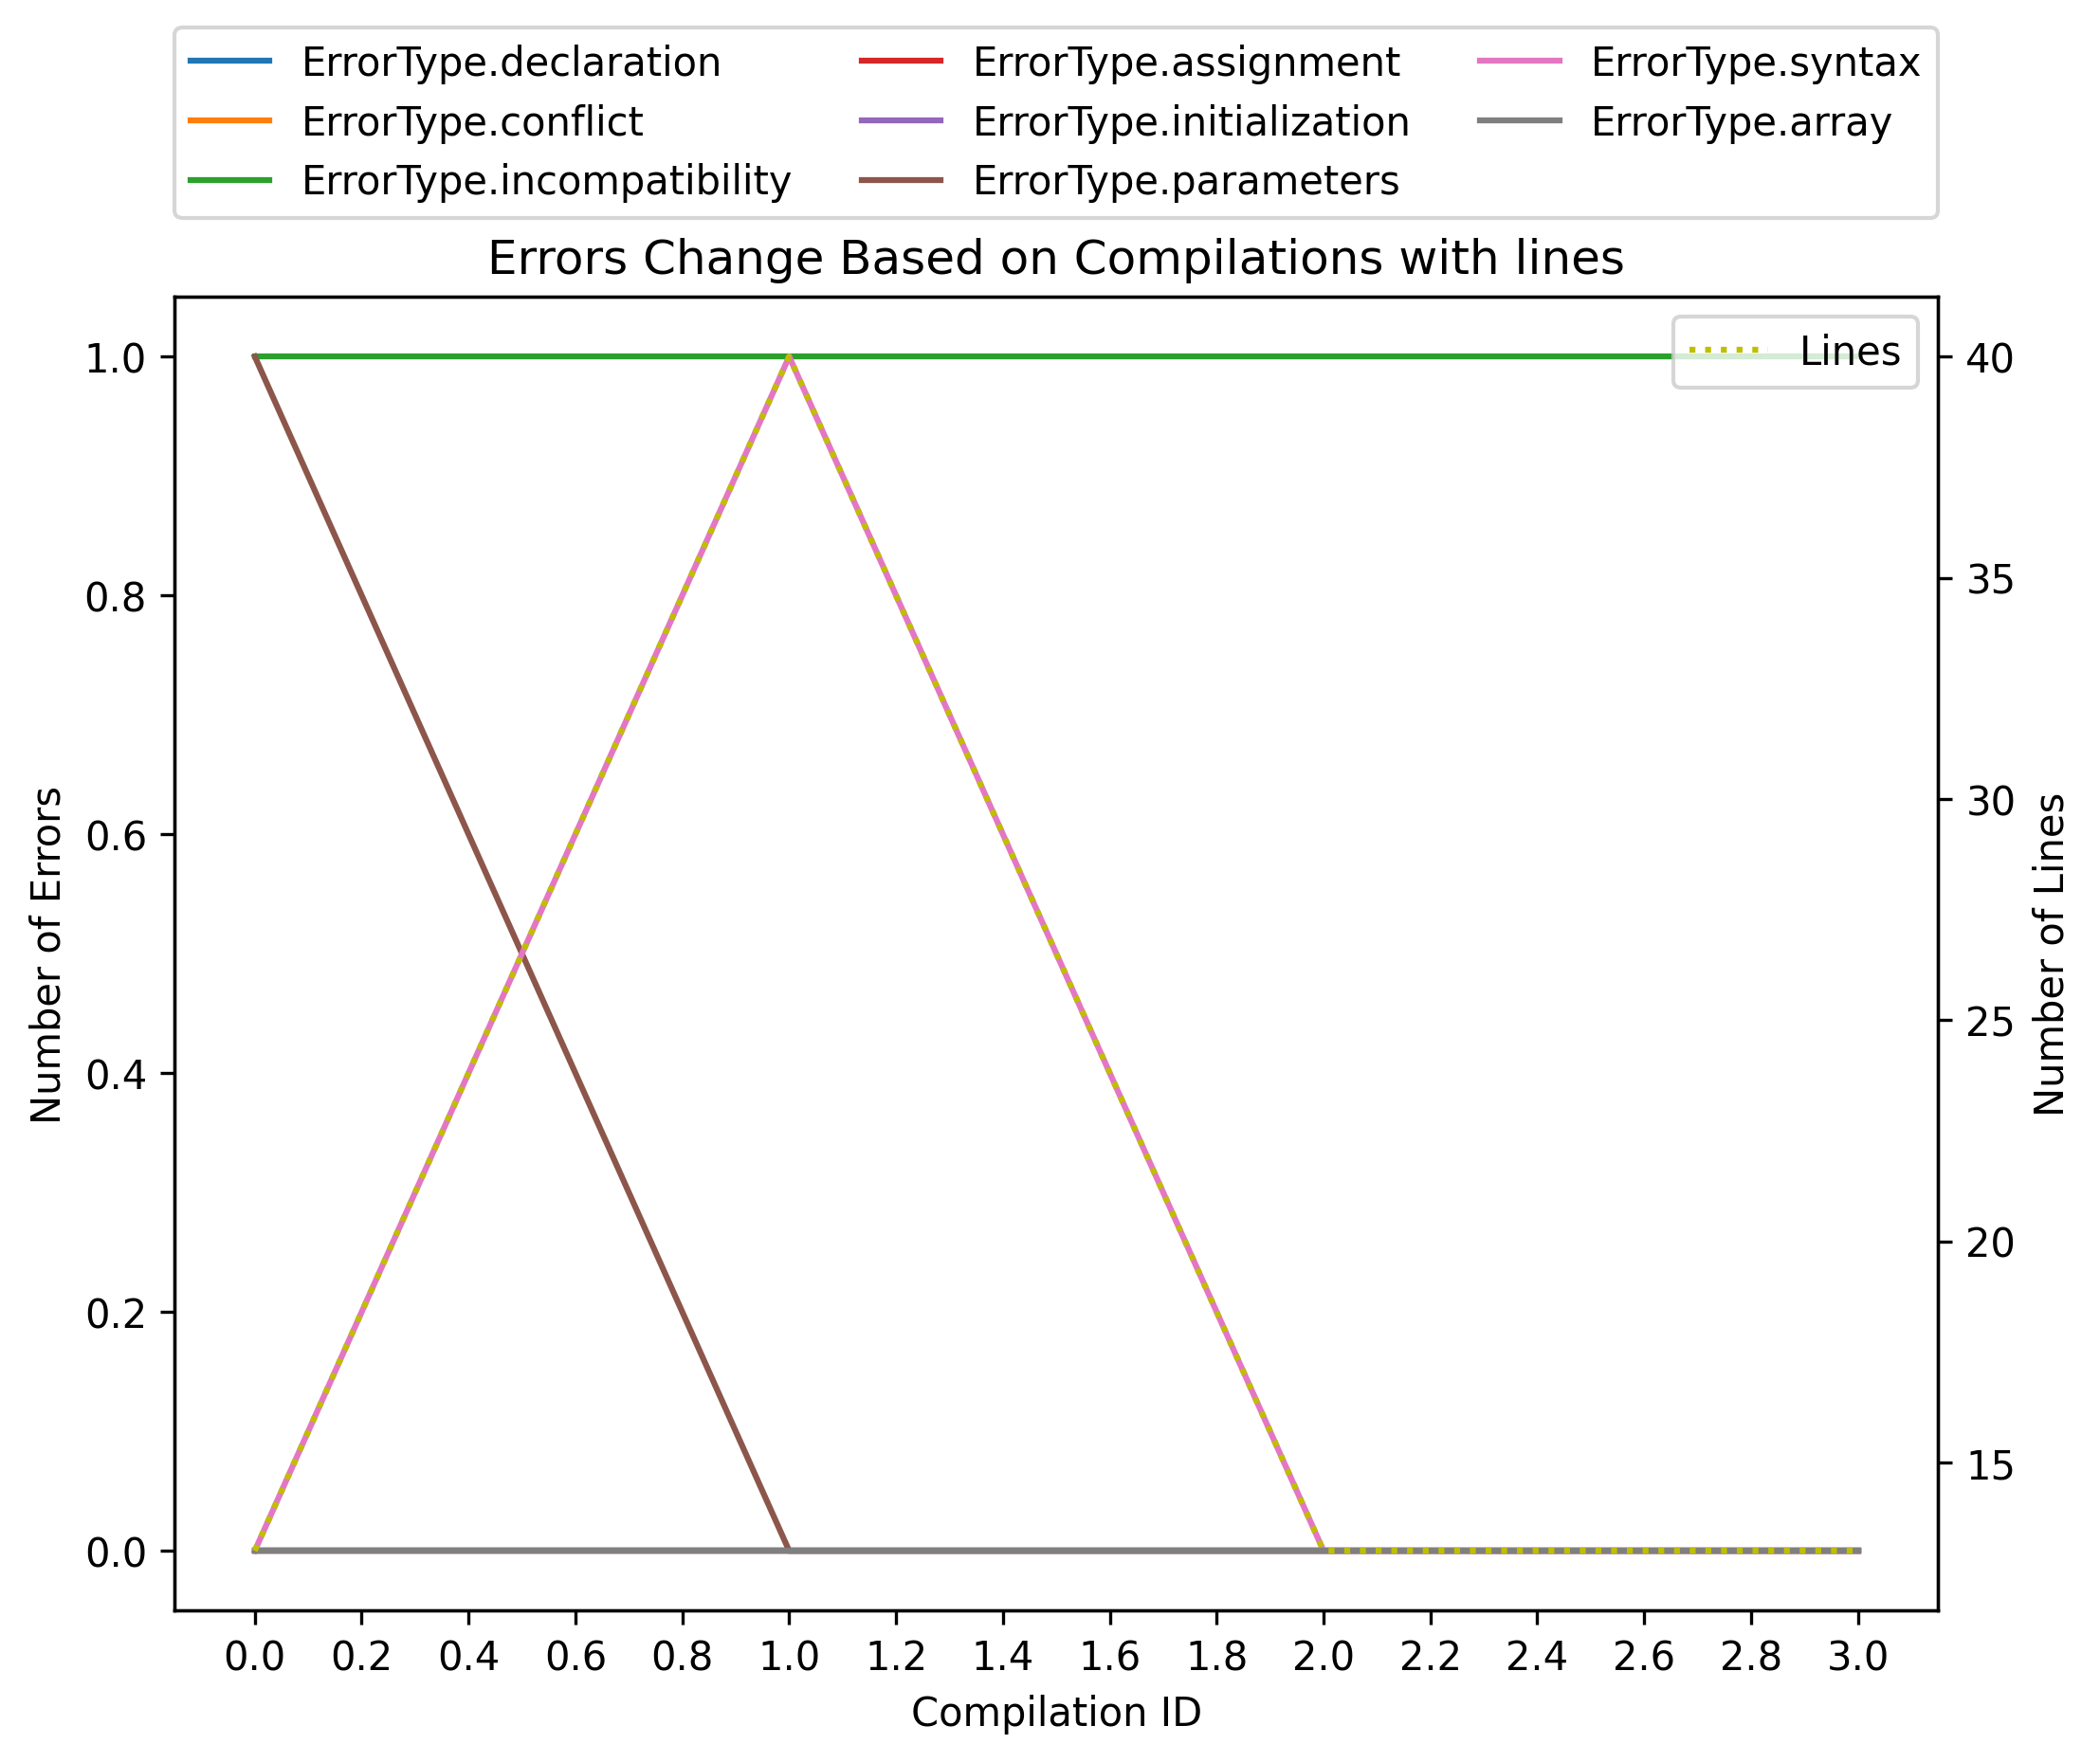 ErrorType.declaration
ErrorType.conflict
ErrorType.incompatibility
ErrorType.assignment
ErrorType.initialization
ErrorType.parameters
ErrorType.syntax
ErrorType.array
Errors Change Based on Compilations with lines
Lines
1.0
0.8
0.6
0.4
0.2
0.0
Number of Errors
40
35
30
25
20
15
Number of Lines
0.0 0.2 0.4 0.6 0.8 1.0 1.2 1.4 1.6 1.8 2.0 2.2 2.4 2.6 2.8 3.0
Compilation ID